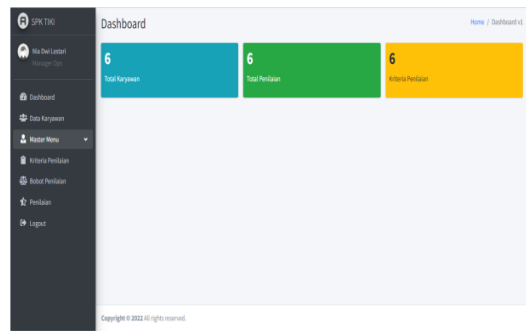 SPK TIKI
Nia Dwi Lestari
Manager Ops
Dashboard
Data Karyawan
Master Menu
Kriteria Penilaian
Bobot Penilaian
Penilaian
Logout
Dashboard
Home / Dashboard v1
6
Total Karyawan
6
Total Penilaian
6
Kriteria Penilaian
Copyright © 2022 All rights reserved.